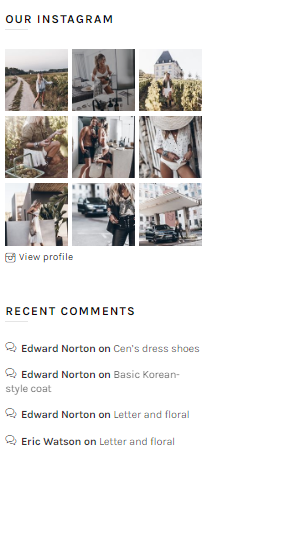 OUR INSTAGRAM
View profile
RECENT COMMENTS
Edward Norton on Cen's dress shoes
Edward Norton on Basic Korean-
style coat
Edward Norton on Letter and floral
Eric Watson on Letter and floral